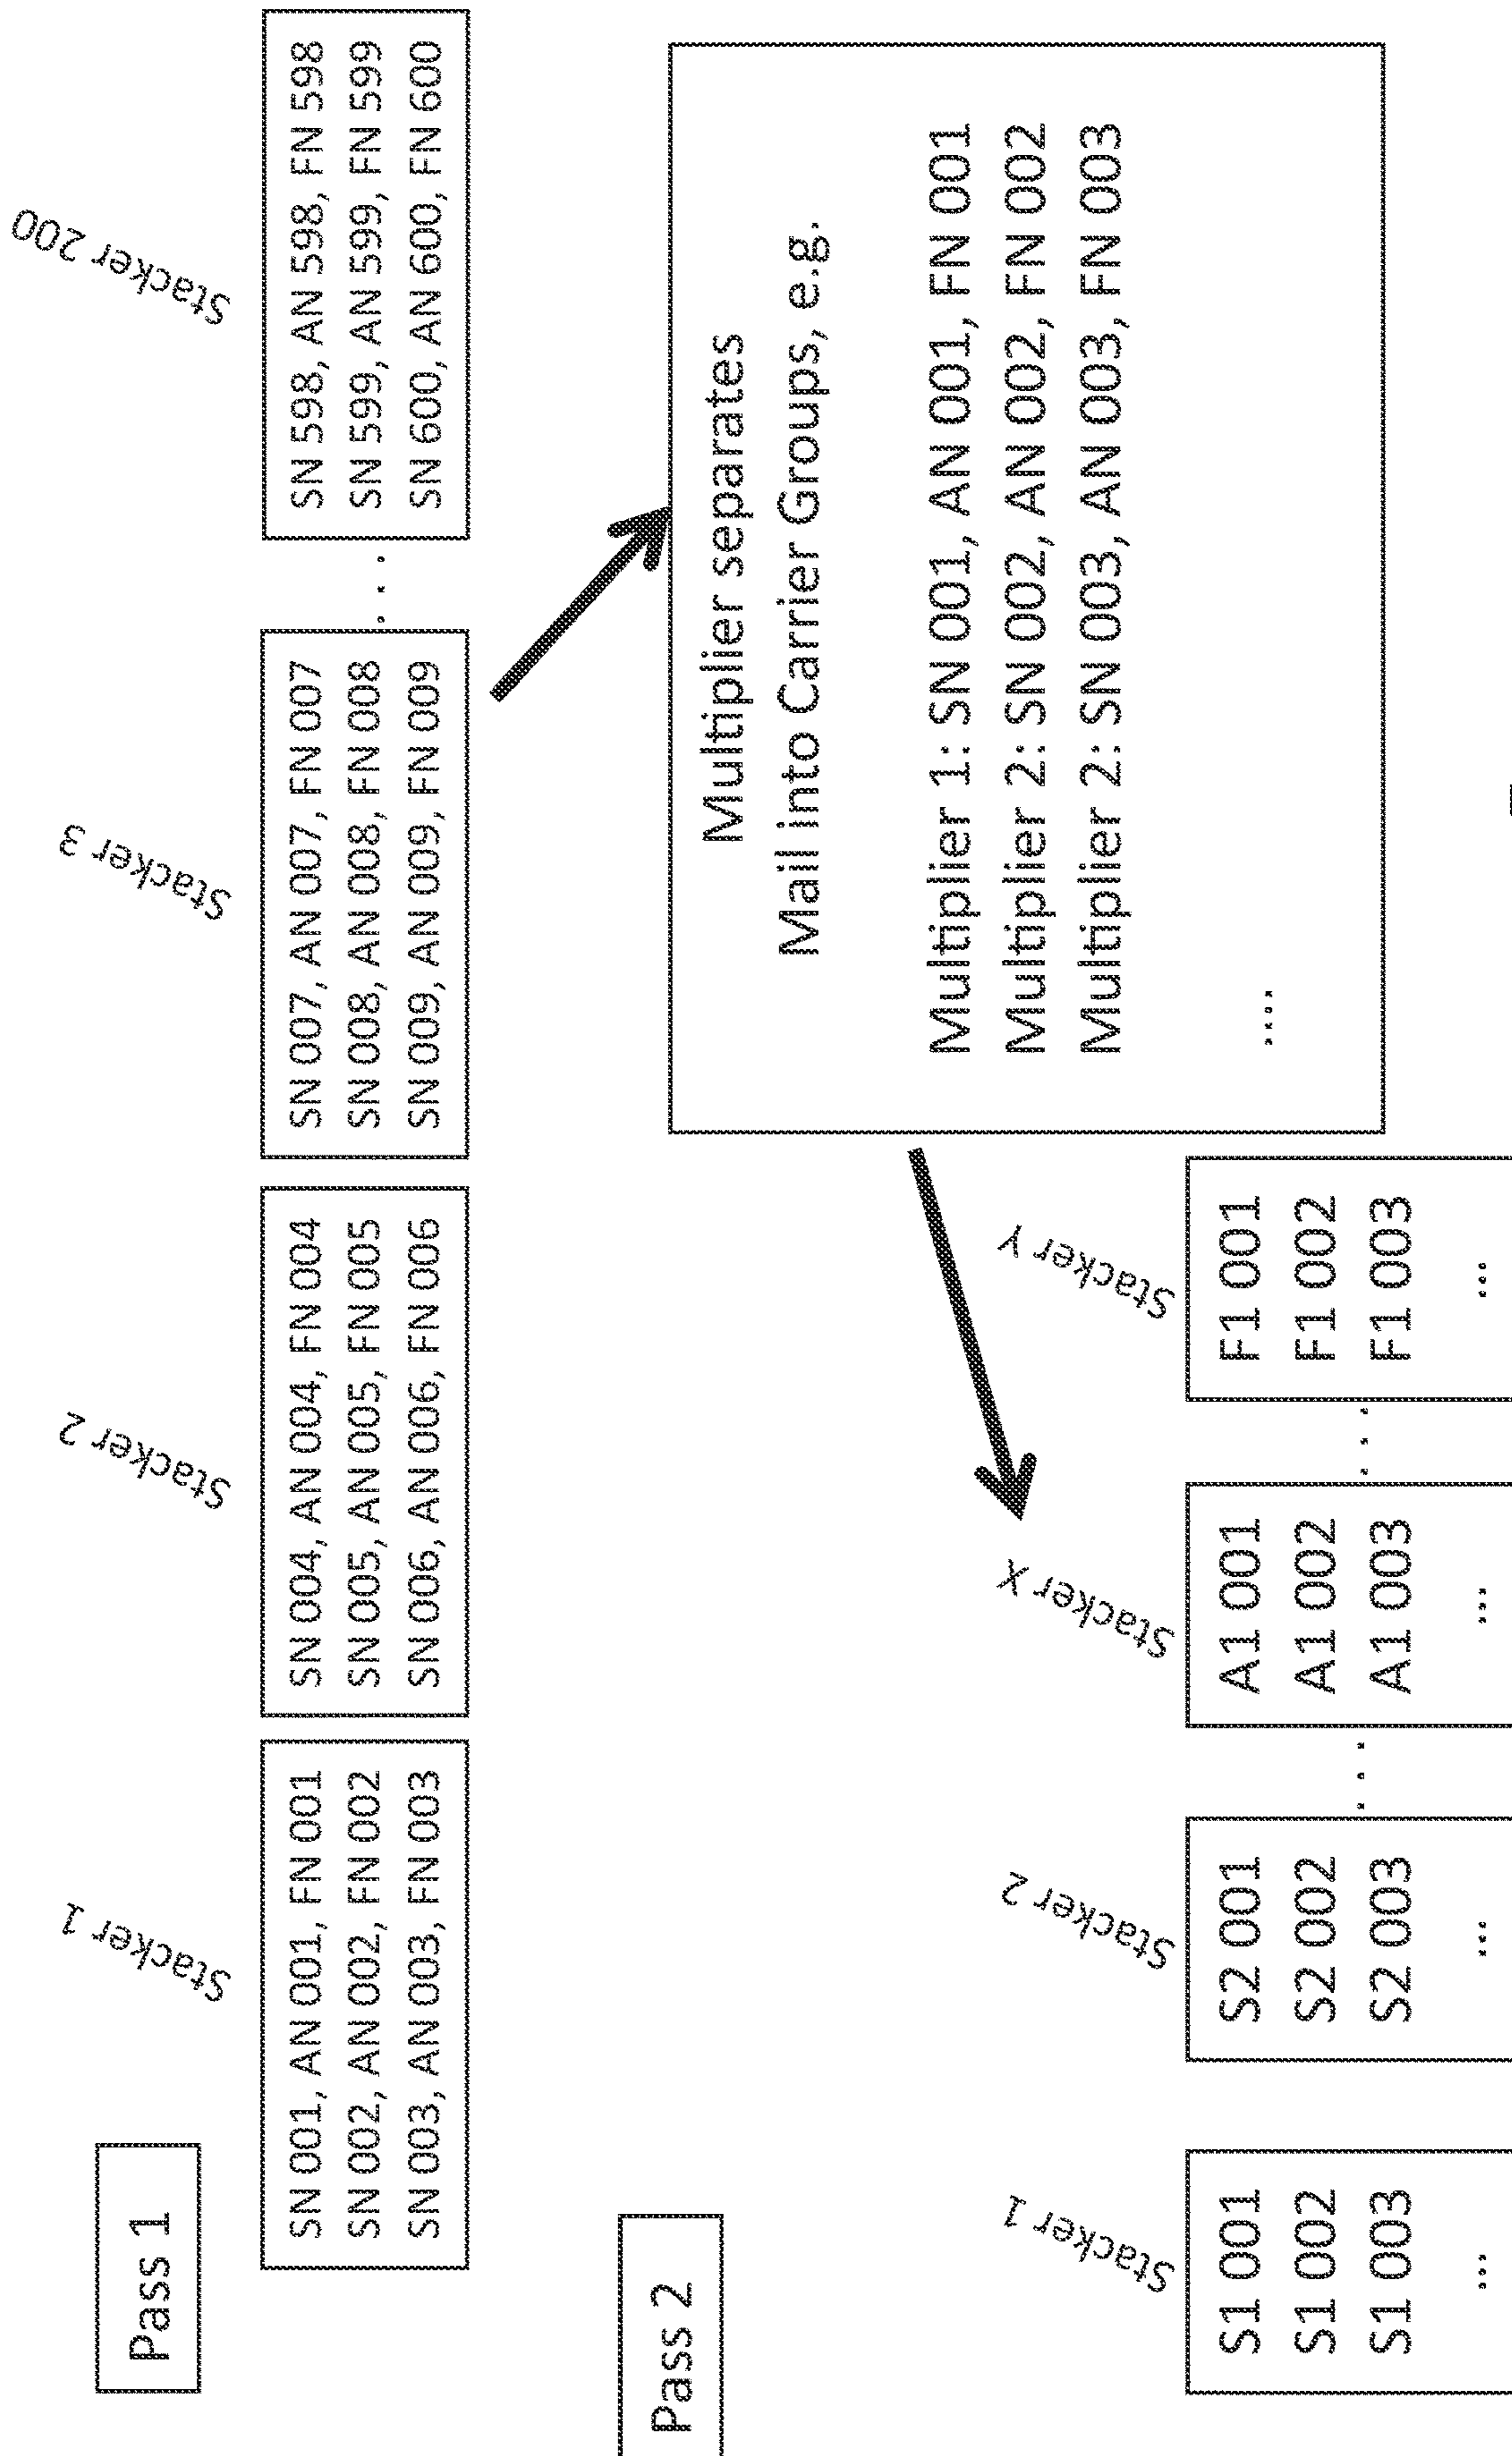 Pass 1
Stacker 1
SN 001, AN 001, FN 001
SN 002, AN 002, FN 002
SN 003, AN 003, FN 003
Stacker 2
SN 004, AN 004, FN 004
SN 005, AN 005, FN 005
SN 006, AN 006, FN 006
Stacker 3
SN 007, AN 007, FN 007
SN 008, AN 008, FN 008
SN 009, AN 009, FN 009
. . .
Stacker 200
SN 598, AN 598, FN 598
SN 599, AN 599, FN 599
SN 600, AN 600, FN 600
Pass 2
Multiplier separates
Mail into Carrier Groups, e.g.
Multiplier 1: SN 001, AN 001, FN 001
Multiplier 2: SN 002, AN 002, FN 002
Multiplier 2: SN 003, AN 003, FN 003
....
Stacker 1
S1 001
S1 002
S1 003
...
Stacker 2
S2 001
S2 002
S2 003
...
. . .
Stacker X
A1 001
A1 002
A1 003
...
. . .
Stacker Y
F1 001
F1 002
F1 003
...